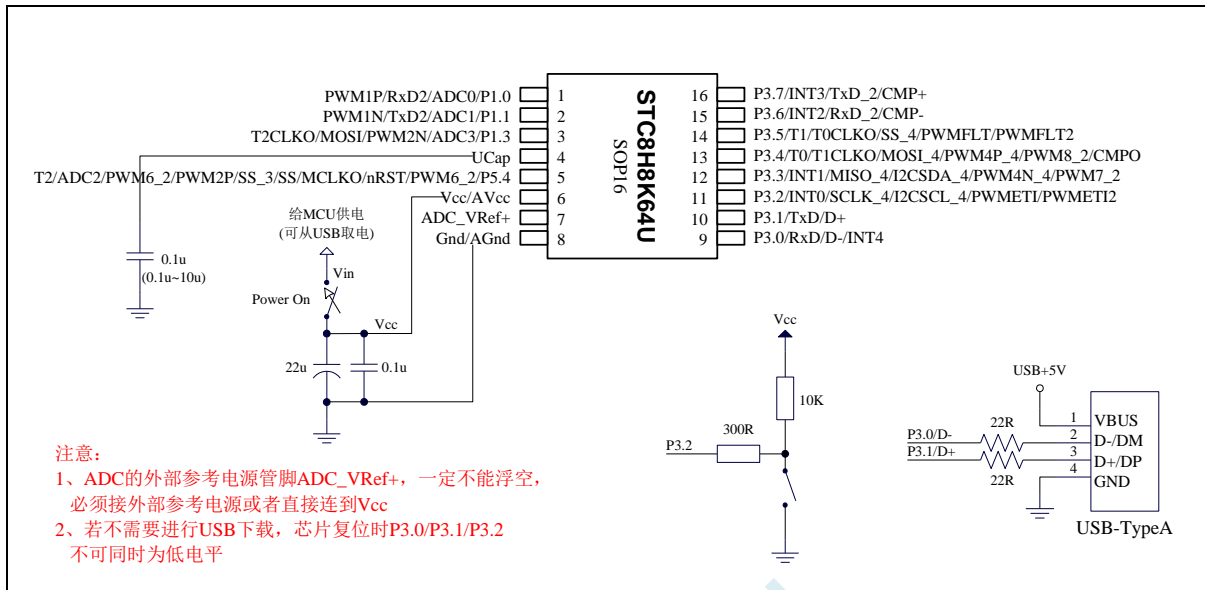 PWM1P/RxD2/ADC0/P1.0
1
16
P3.7/INT3/TxD_2/CMP+
PWM1N/TxD2/ADC1/P1.1
2
15
P3.6/INT2/RxD_2/CMP-
T2CLKO/MOSI/PWM2N/ADC3/P1.3
3
14
P3.5/T1/T0CLKO/SS_4/PWMFLT/PWMFLT2
UCap
4
13
P3.4/T0/T1CLKO/MOSI_4/PWM4P_4/PWM8_2/CMPO
T2/ADC2/PWM6_2/PWM2P/SS_3/SS/MCLKO/nRST/PWM6_2/P5.4
5
12
P3.3/INT1/MISO_4/I2CSDA_4/PWM4N_4/PWM7_2
Vcc/AVcc
6
11
P3.2/INT0/SCLK_4/I2CSCL_4/PWMETI/PWMETI2
ADC_VRef+
7
10
P3.1/TxD/D+
Gnd/AGnd
8
9
P3.0/RxD/D-/INT4
STC8H8K64U
SOP16
给MCU供电
(可从USB取电)
0.1u
(0.1u~10u)
Vin
Power On
Vcc
22u
0.1u
Vcc
10K
300R
P3.2
USB+5V
22R
P3.0/D-
P3.1/D+
22R
1
2
3
4
VBUS
D-/DM
D+/DP
GND
USB-TypeA
注意:
1、ADC的外部参考电源管脚ADC_VRef+，一定不能浮空，
必须接外部参考电源或者直接连到Vcc
2、若不需要进行USB下载，芯片复位时P3.0/P3.1/P3.2
不可同时为低电平